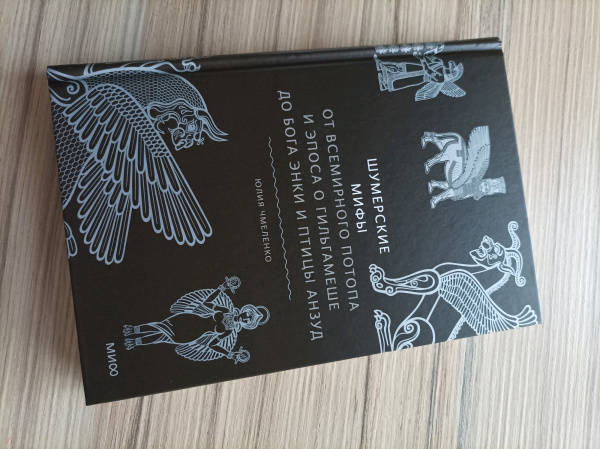 ШУМЕРСКИЕ
МИФЫ
ОТ ВСЕМИРНОГО ПОТОПА
И ЭПОСА О ГИЛЬГАМЕШЕ
ДО БОГА ЭНКИ И ПТИЦЫ АНЗУД
ЮЛИЯ ЧМЕЛЕНКО
МИФ